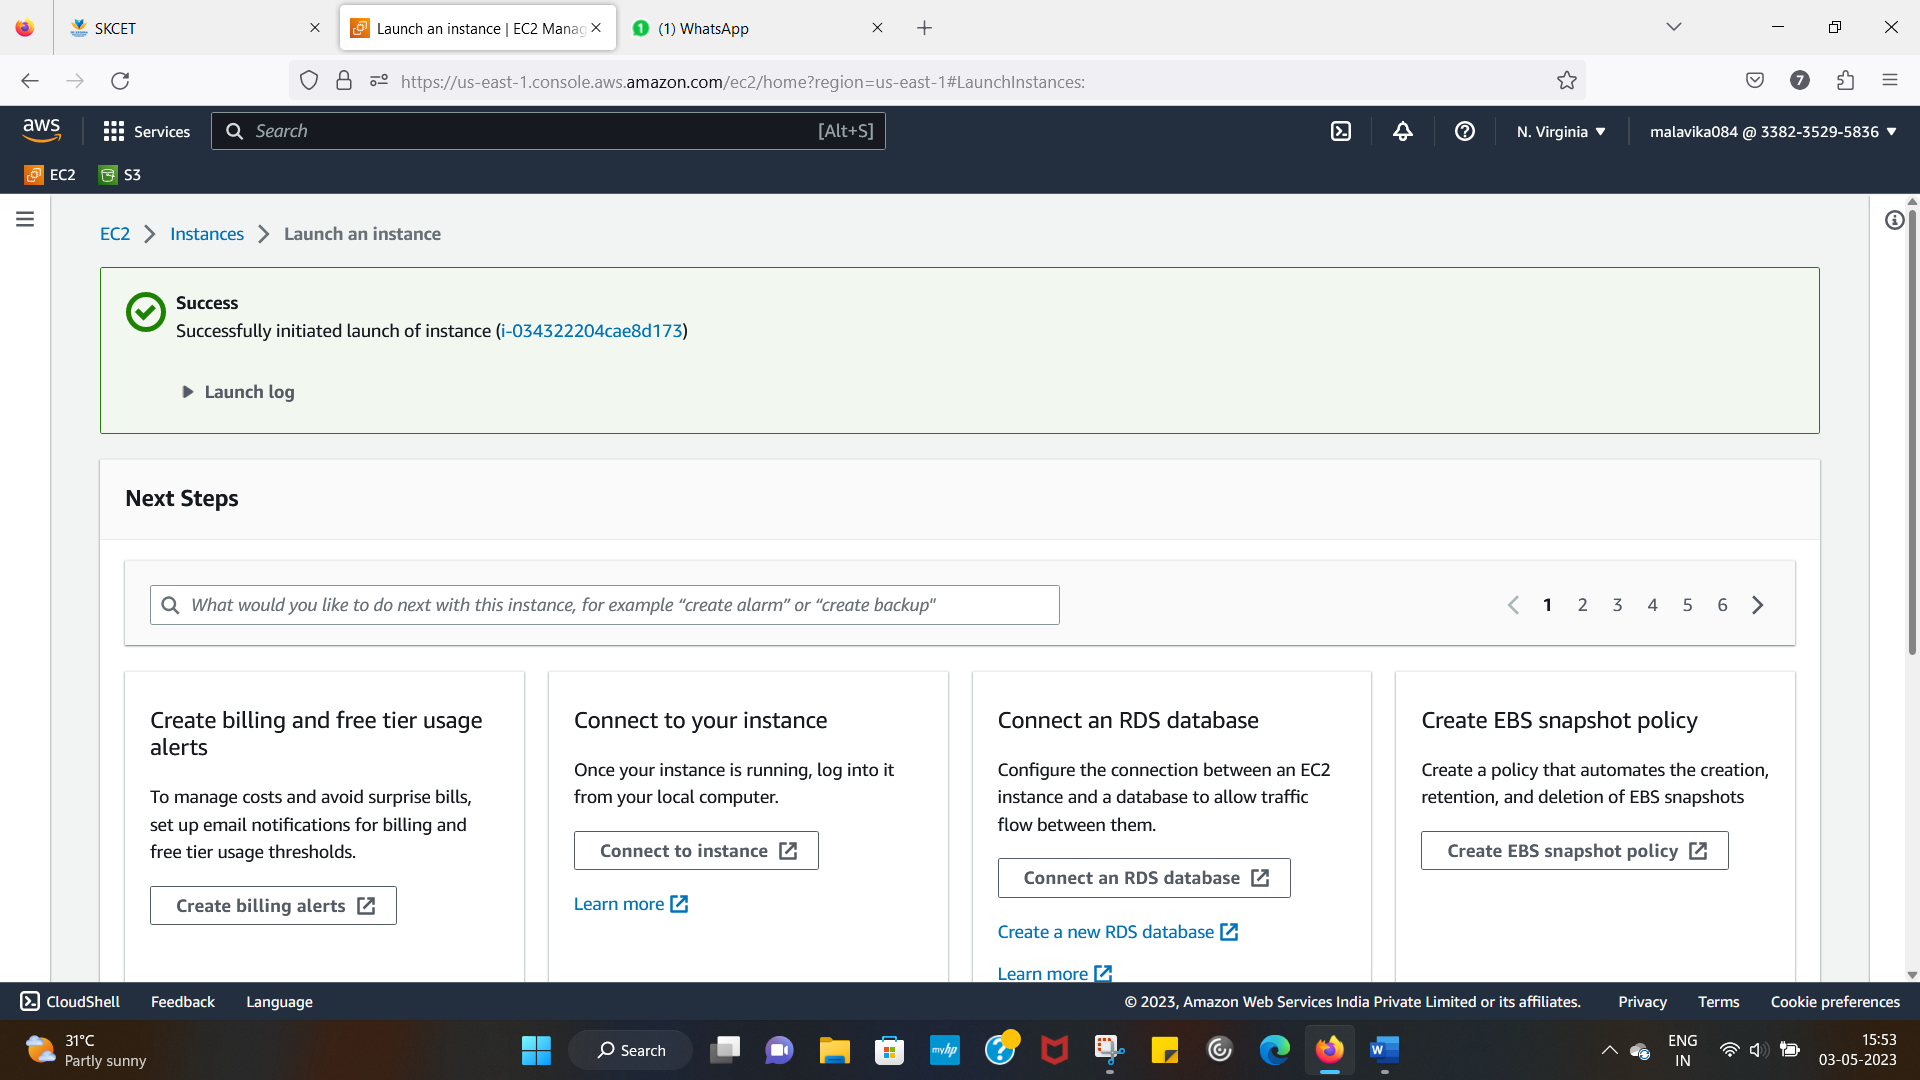 SKCET
Launch an instance | EC2 Manag
(1) WhatsApp
https://us-east-1.console.aws.amazon.com/ec2/home?region=us-east-1#LaunchInstances:
7
aws
Services
Search
[Alt+S]
N. Virginia
malavika084 @ 3382-3529-5836
EC2
S3
EC2
Instances
Launch an instance
Success
Successfully initiated launch of instance (i-034322204cae8d173)
Launch log
Next Steps
What would you like to do next with this instance, for example “create alarm” or “create backup"
1 2 3 4 5 6
Create billing and free tier usage
alerts
To manage costs and avoid surprise bills,
set up email notifications for billing and
free tier usage thresholds.
Create billing alerts
Connect to your instance
Once your instance is running, log into it
from your local computer.
Connect to instance
Learn more
Connect an RDS database
Configure the connection between an EC2
instance and a database to allow traffic
flow between them.
Connect an RDS database
Create a new RDS database
Learn more
Create EBS snapshot policy
Create a policy that automates the creation,
retention, and deletion of EBS snapshots
Create EBS snapshot policy
CloudShell
Feedback
Language
© 2023, Amazon Web Services India Private Limited or its affiliates.
Privacy
Terms
Cookie preferences
31°C
Partly sunny
Search
myhp
ENG
IN
15:53
03-05-2023